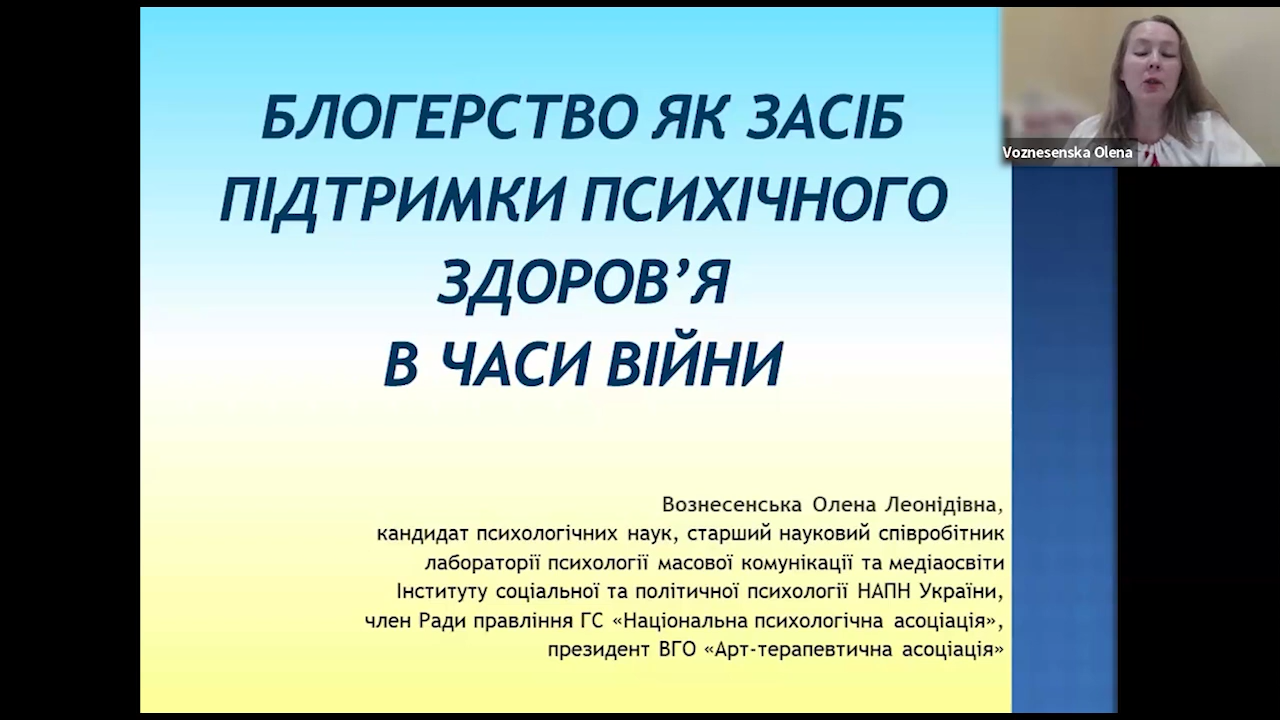 БЛОГЕРСТВО ЯК ЗАСІБ
ПІДТРИМКИ ПСИХІЧНОГО
ЗДОРОВ’Я
В ЧАСИ ВІЙНИ
Вознесенська Олена Леонідівна,
кандидат психологічних наук, старший науковий співробітник
лабораторії психології масової комунікації та медіаосвіти
Інституту соціальної та політичної психології НАПН України,
член Ради правління ГС «Національна психологічна асоціація»,
президент ВГО «Арт-терапевтична асоціація»
Voznesenska Olena